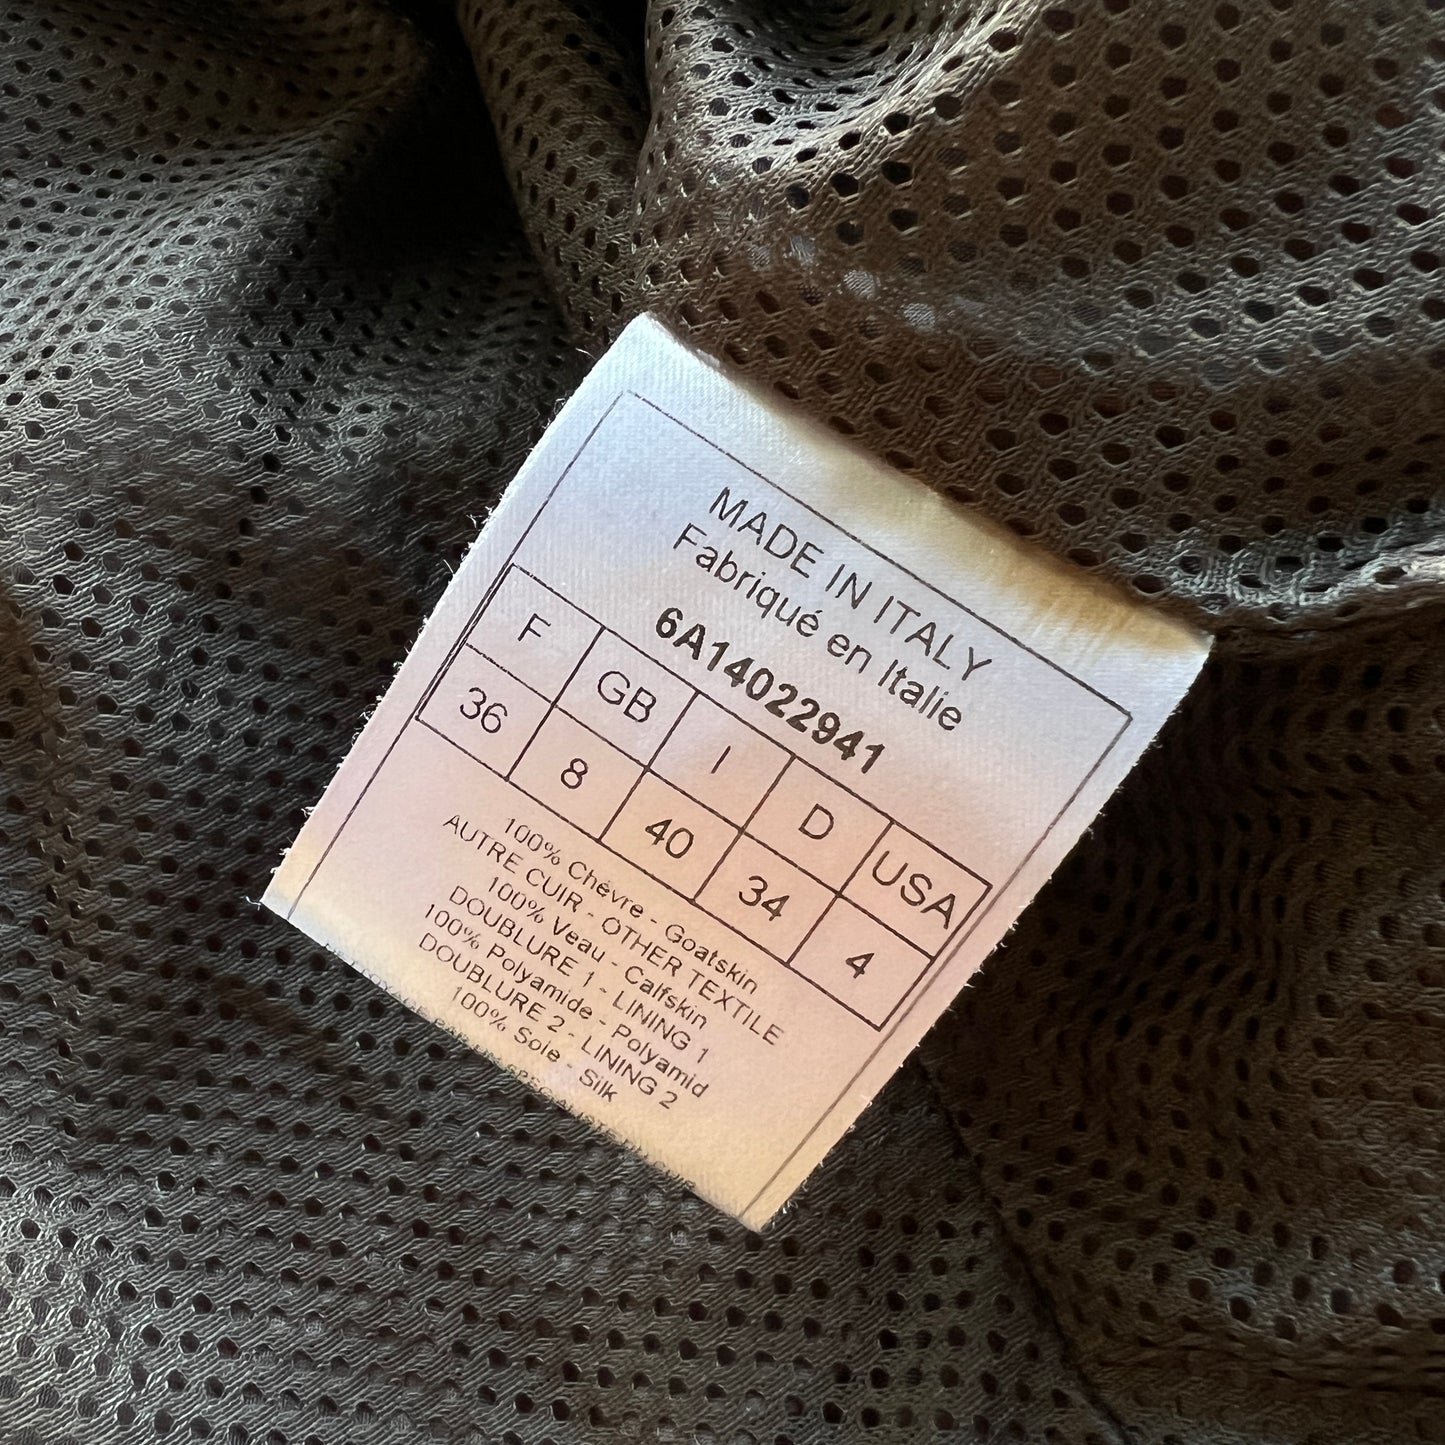 MADE IN ITALY
Fabriqué en Italie
6A14022941
F GB I D USA
36 8 40 34 4
100% Chévre - Goatskin
AUTRE CUIR - OTHER TEXTILE
100% Veau - Calfskin
DOUBLURE 1 - LINING 1
100% Polyamide - Polyamid
DOUBLURE 2 - LINING 2
100% Soie - Silk